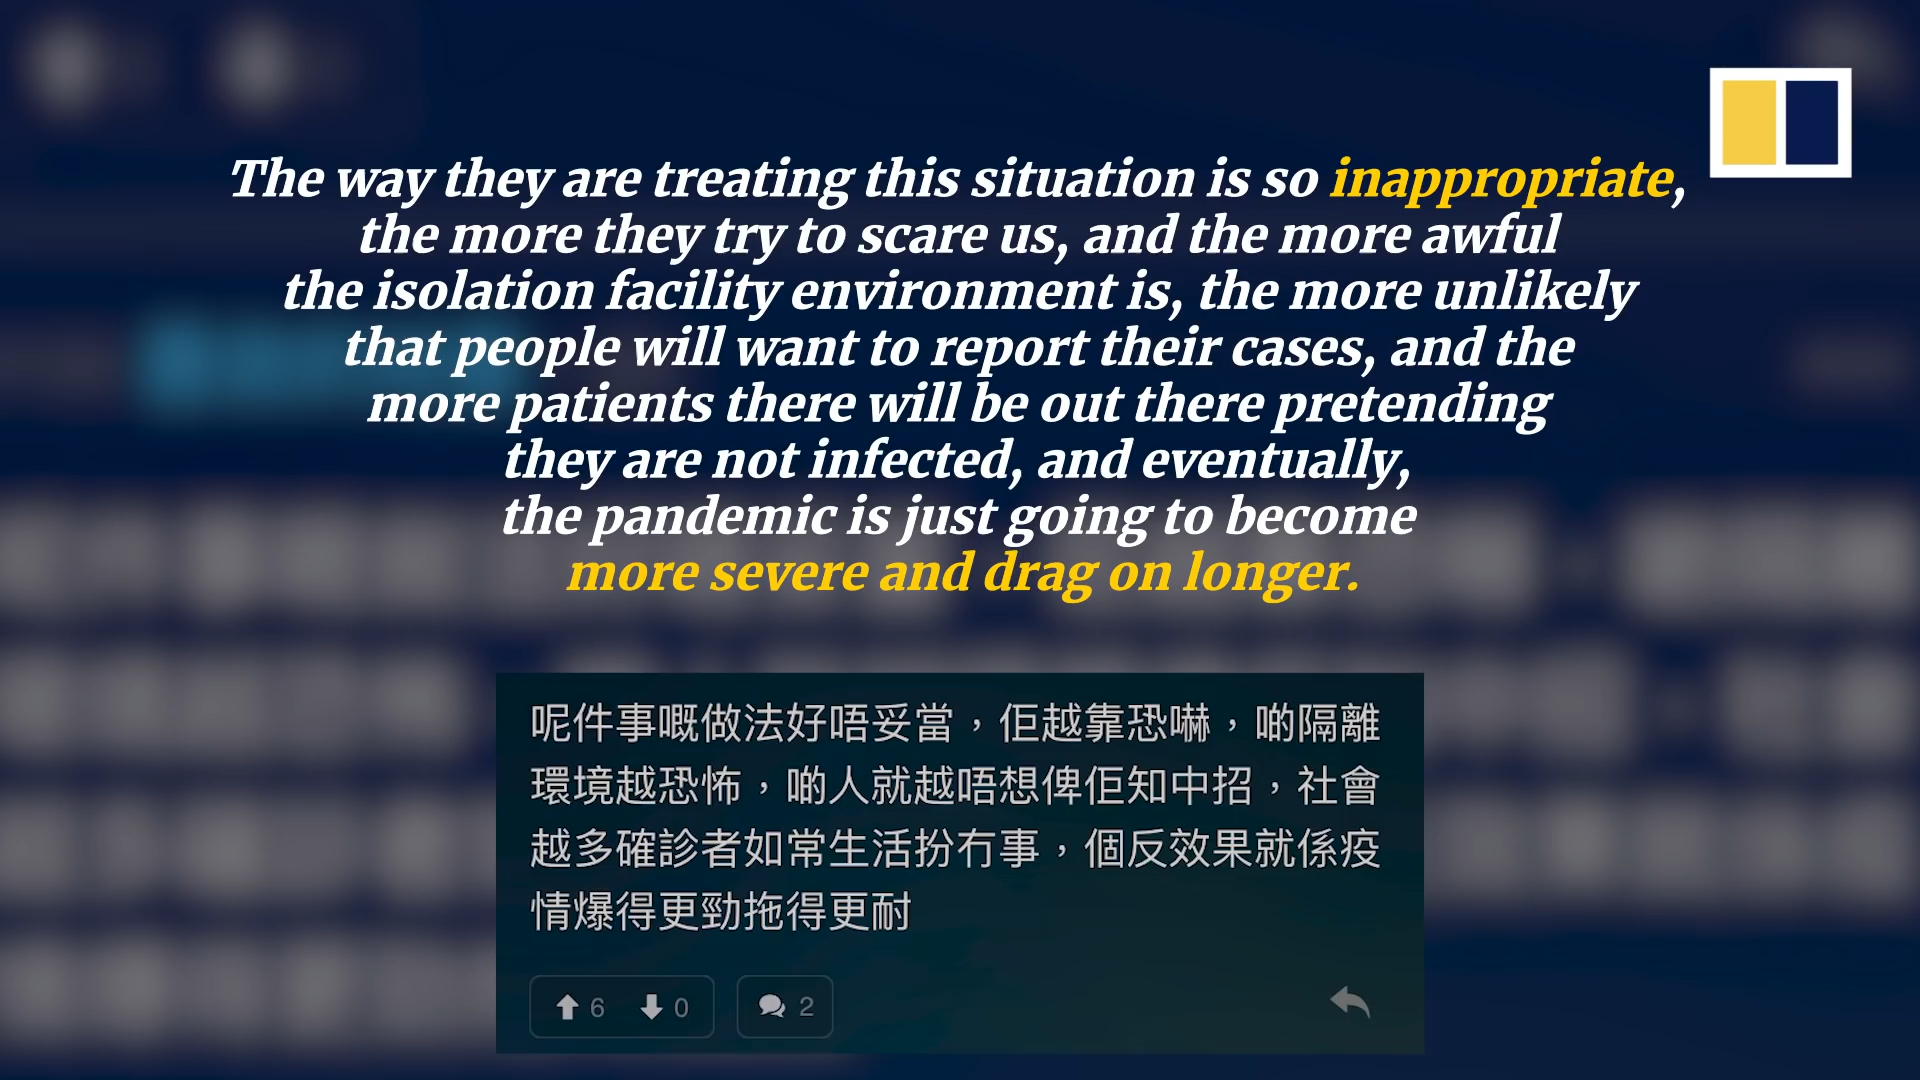 The way they are treating this situation is so inappropriate,
the more they try to scare us, and the more awful
the isolation facility environment is, the more unlikely
that people will want to report their cases, and the
more patients there will be out there pretending
they are not infected, and eventually,
the pandemic is just going to become
more severe and drag on longer.
呢件事嘅做法好唔妥當，佢越靠恐嚇，啲隔離
環境越恐怖，啲人就越唔想俾佢知中招，社會
越多確診者如常生活扮冇事，個反效果就係疫
情爆得更勁拖得更耐
6 0 2